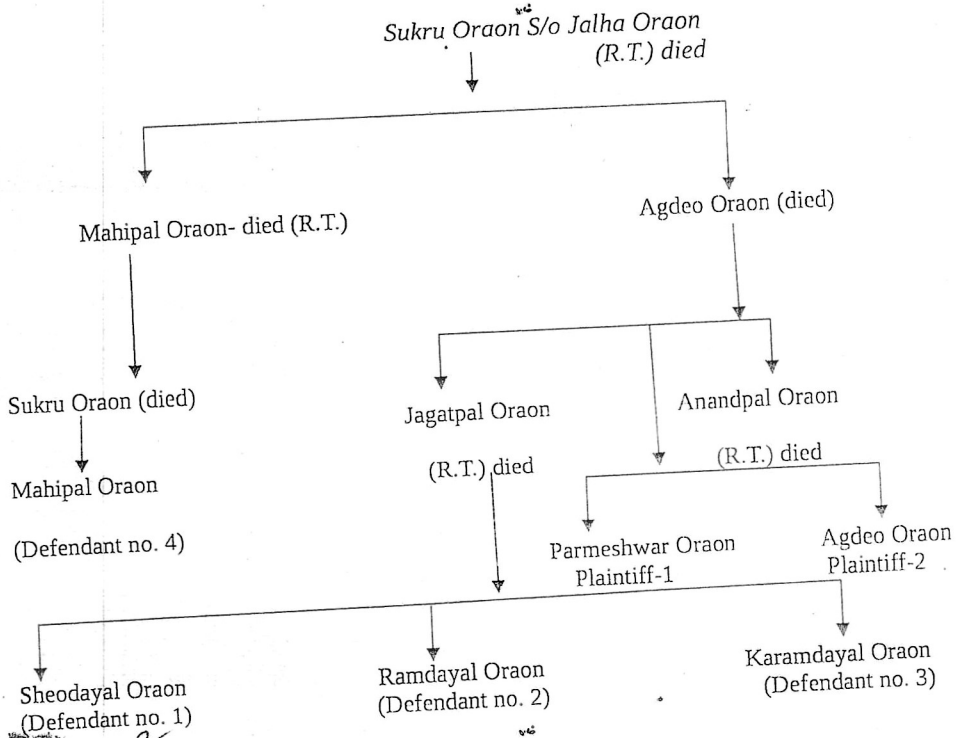 Sukru Oraon S/o Jalha Oraon
(R.T.) died
Mahipal Oraon- died (R.T.)
Agdeo Oraon (died)
Sukru Oraon (died)
Jagatpal Oraon
Anandpal Oraon
(R.T.) died
(R.T.) died
Mahipal Oraon
(Defendant no. 4)
Parmeshwar Oraon
Plaintiff-1
Agdeo Oraon
Plaintiff-2
Sheodayal Oraon
(Defendant no. 1)
Ramdayal Oraon
(Defendant no. 2)
Karamdayal Oraon
(Defendant no. 3)